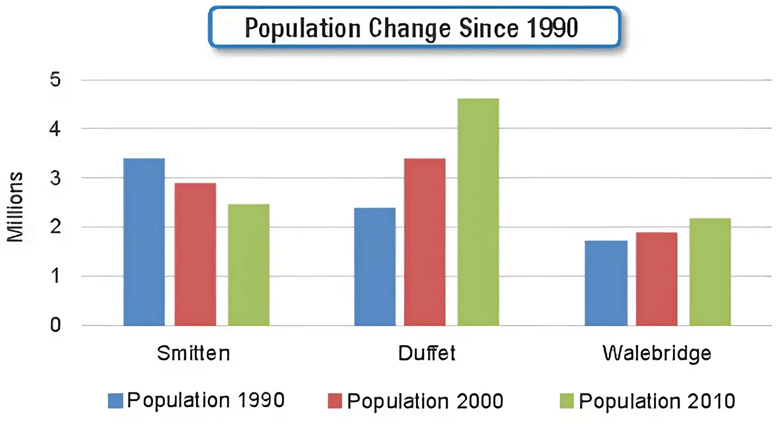 Population Change Since 1990
Millions
5
4
3
2
1
0
Smitten Duffet Walebridge
Population 1990 Population 2000 Population 2010